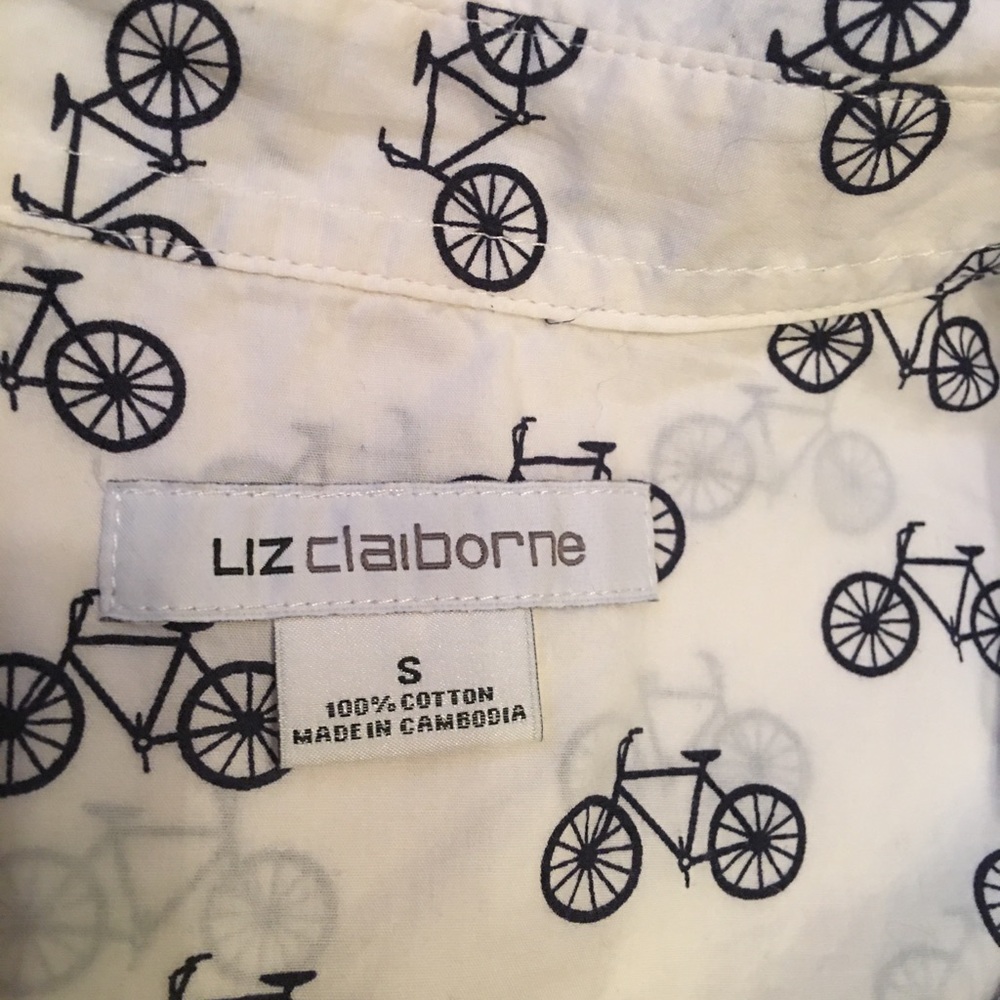 LIZ claiborne
S
100% COTTON
MADE IN CAMBODIA